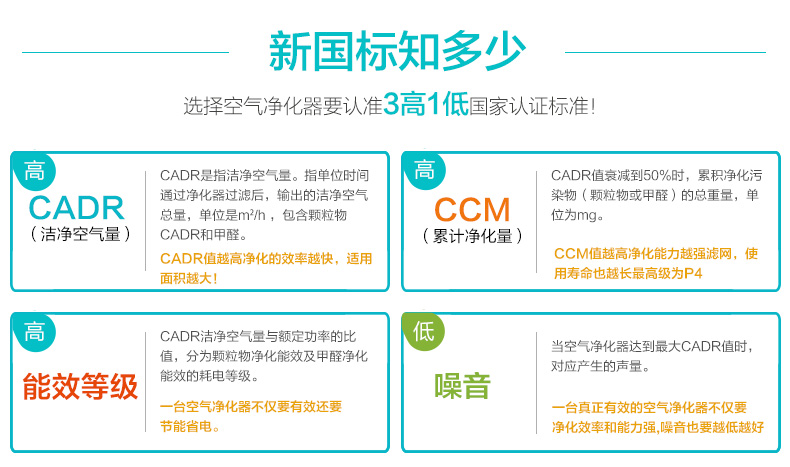 新国标知多少
选择空气净化器要认准3高1低国家认证标准!
高
CADR
（洁净空气量）
CADR是指洁净空气量。指单位时间
通过净化器过滤后，输出的洁净空气
总量，单位是m²/h ，包含颗粒物
CADR和甲醛。
CADR值越高净化的效率越快，适用
面积越大!
高
CCM
（累计净化量）
CADR值衰减到50%时，累积净化污
染物（颗粒物或甲醛）的总重量，单
位为mg。
CCM值越高净化能力越强滤网，使
用寿命也越长最高级为P4
高
能效等级
CADR洁净空气量与额定功率的比
值，分为颗粒物净化能效及甲醛净化
能效的耗电等级。
一台空气净化器不仅要有效还要
节能省电。
低
噪音
当空气净化器达到最大CADR值时，
对应产生的声量。
一台真正有效的空气净化器不仅要
净化效率和能力强,噪音也要越低越好